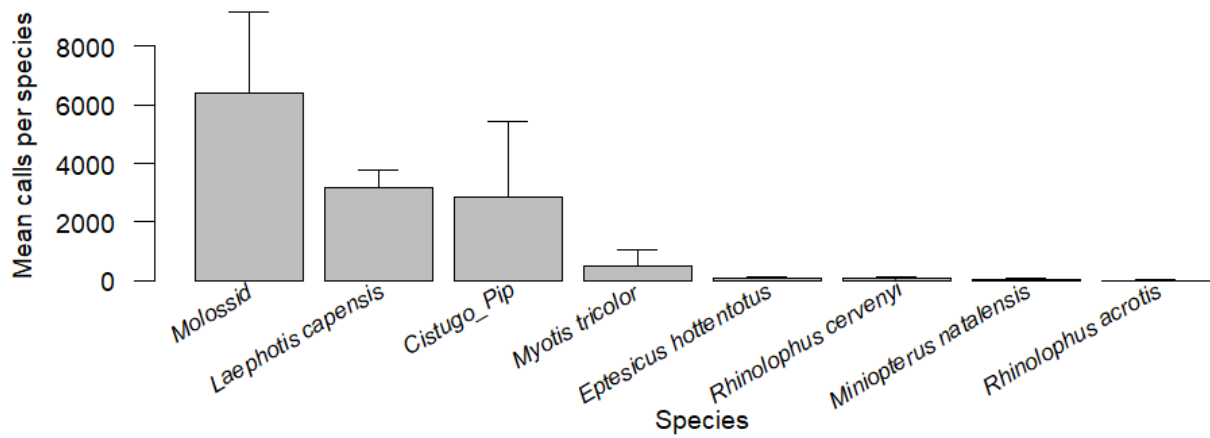 Mean calls per species
8000
6000
4000
2000
0
Molossid
Laephotis capensis
Cistugo_Pip
Myotis tricolor
Eptesicus hottentotus
Rhinolophus cervenyi
Miniopterus natalensis
Rhinolophus acrotis
Species